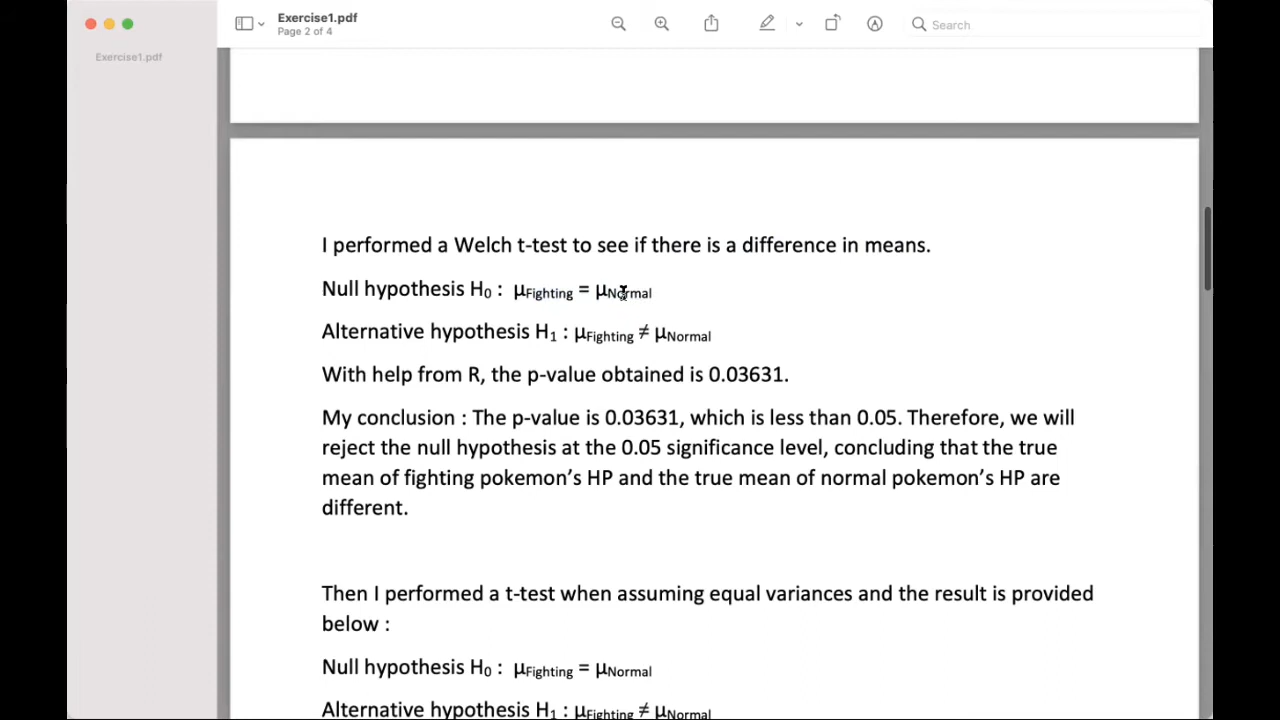 Exercise1.pdf
Page 2 of 4
Search
Exercise1.pdf
I performed a Welch t-test to see if there is a difference in means.
Null hypothesis H₀ : μFighting = μNormal
Alternative hypothesis H₁ : μFighting ≠ μNormal
With help from R, the p-value obtained is 0.03631.
My conclusion : The p-value is 0.03631, which is less than 0.05. Therefore, we will
reject the null hypothesis at the 0.05 significance level, concluding that the true
mean of fighting pokemon’s HP and the true mean of normal pokemon’s HP are
different.
Then I performed a t-test when assuming equal variances and the result is provided
below :
Null hypothesis H₀ : μFighting = μNormal
Alternative hypothesis H₁ : μFighting ≠ μNormal